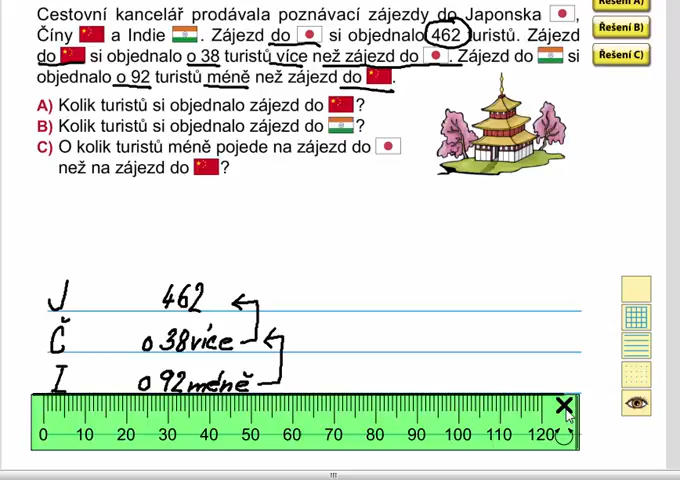 Cestovní kancelář prodávala poznávací zájezdy do Japonska ,
Číny a Indie . Zájezd do si objednalo 462 turistů. Zájezd
do si objednalo o 38 turistů více než zájezd do . Zájezd do si
objednalo o 92 turistů méně než zájezd do .
A) Kolik turistů si objednalo zájezd do ?
B) Kolik turistů si objednalo zájezd do ?
C) O kolik turistů méně pojede na zájezd do
než na zájezd do ?
Řešení A)
Řešení B)
Řešení C)
J 462
Č o 38 více
I o 92 méně
0 10 20 30 40 50 60 70 80 90 100 110 120